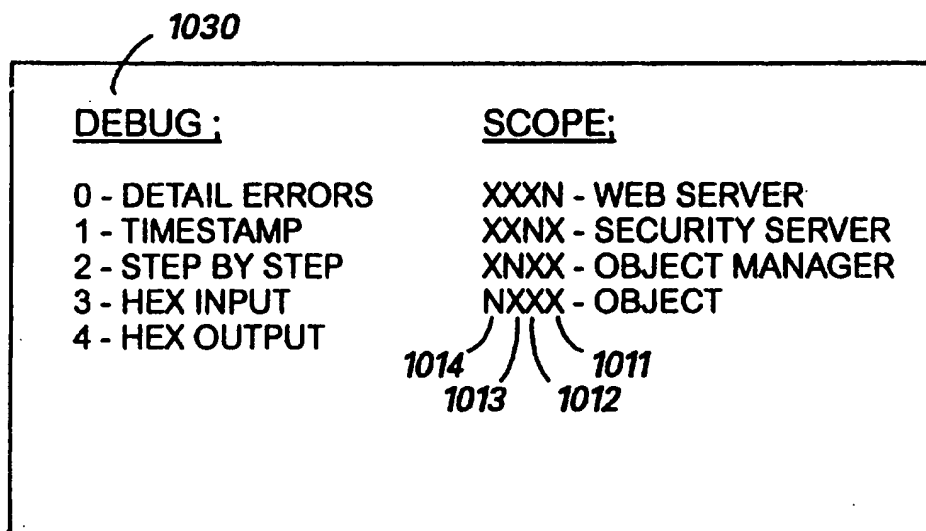 1030
DEBUG ; SCOPE;
0 - DETAIL ERRORS XXXN - WEB SERVER
1 - TIMESTAMP XXNX - SECURITY SERVER
2 - STEP BY STEP XNXX - OBJECT MANAGER
3 - HEX INPUT NXXX - OBJECT
4 - HEX OUTPUT
1014 1011
1013 1012